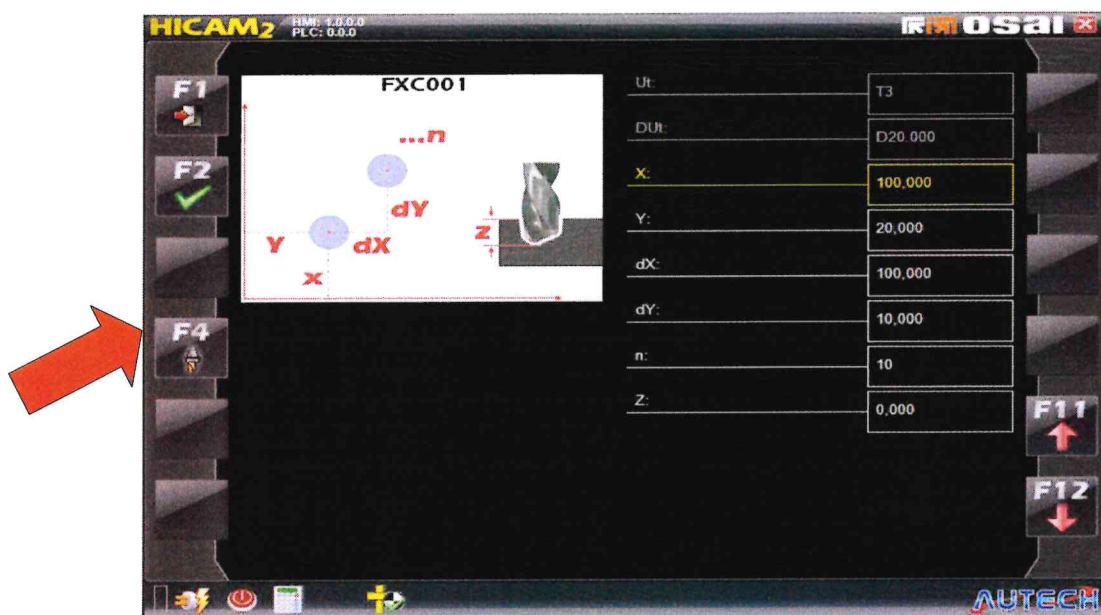 HICAM2 HMI: 1.0.0.0
PLC: 0.0.0
osai
F1
F2
F4
FXC001
...n
dY
Y dX
x
z
Ut: T3
DUt: D20.000
X: 100,000
Y: 20,000
dX: 100,000
dY: 10,000
n: 10
Z: 0,000
F11
F12
AUTECH